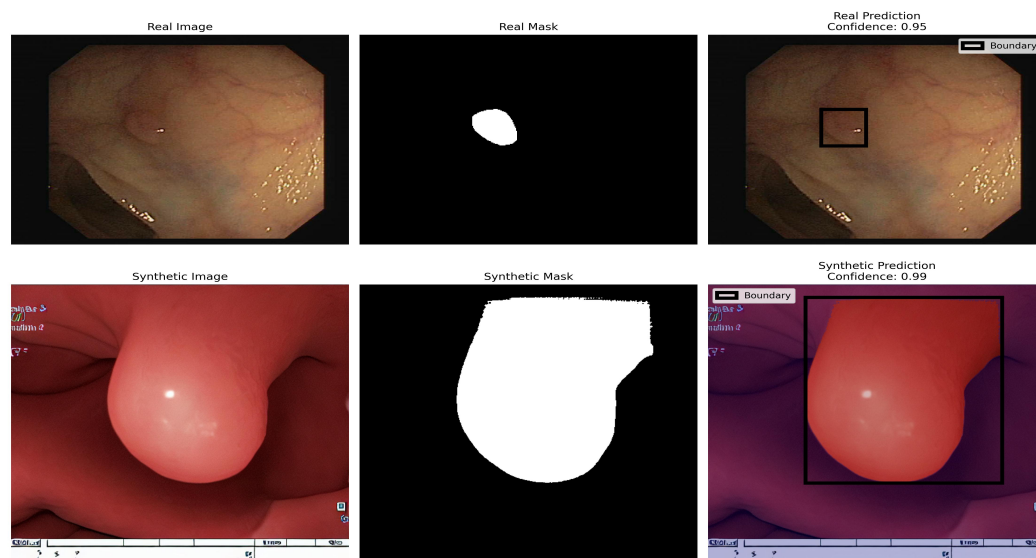 Real Image
Real Mask
Real Prediction
Confidence: 0.95
Boundary
Synthetic Image
Synthetic Mask
Synthetic Prediction
Confidence: 0.99
Boundary